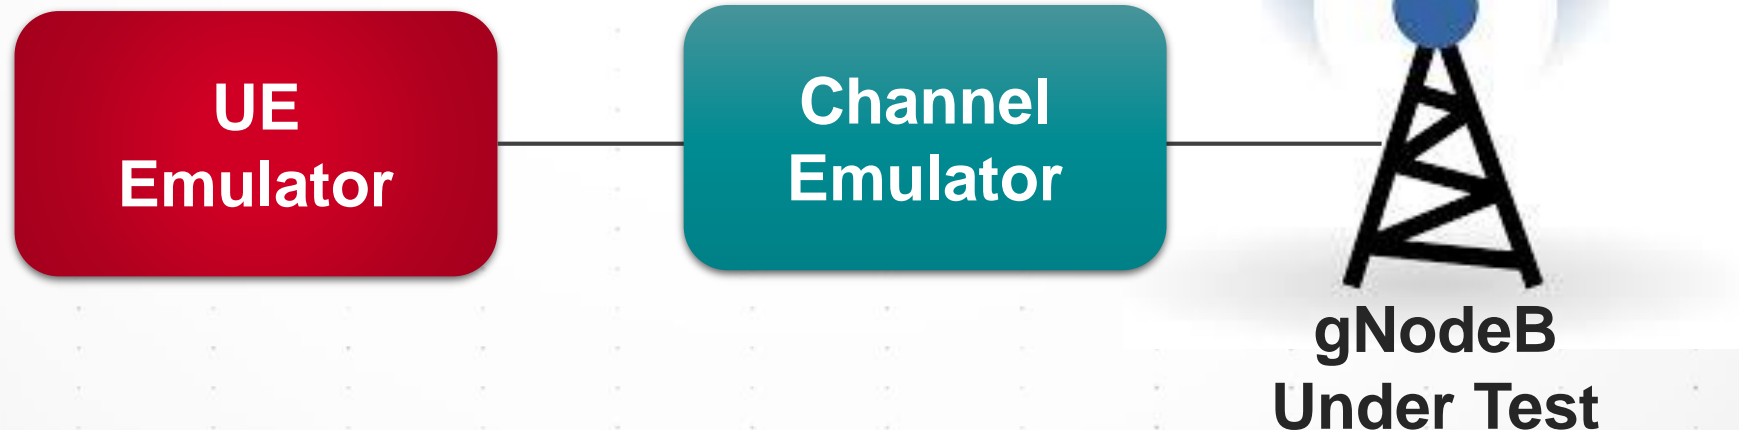 UE
Emulator
Channel
Emulator
gNodeB
Under Test